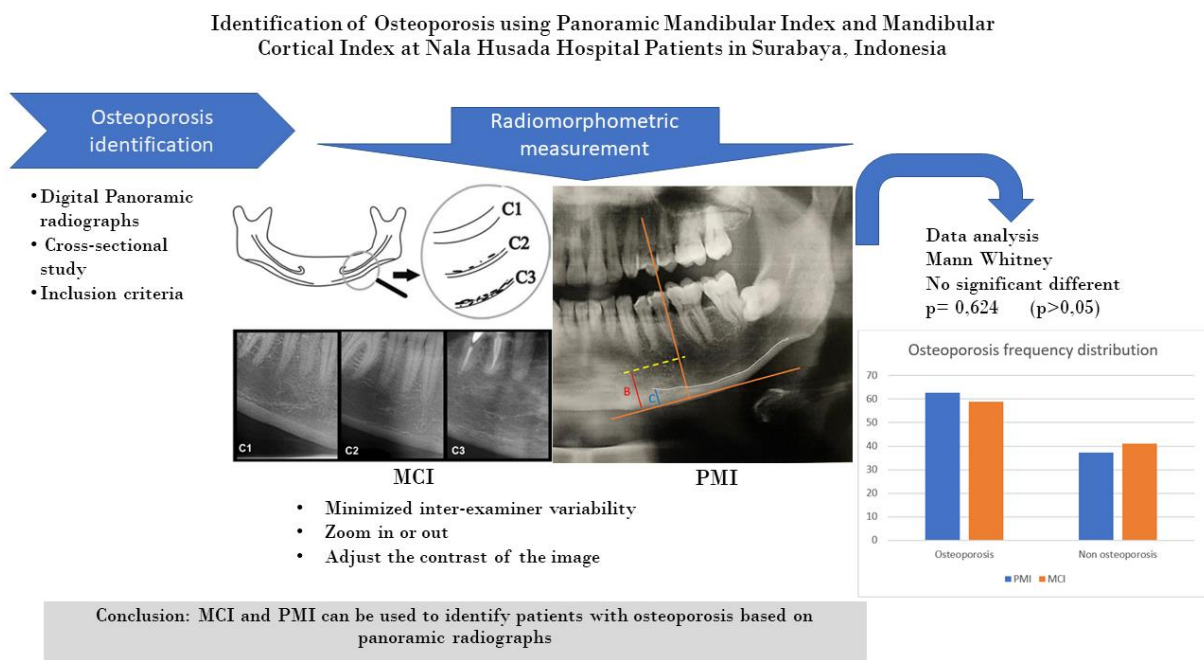 Identification of Osteoporosis using Panoramic Mandibular Index and Mandibular
Cortical Index at Nala Husada Hospital Patients in Surabaya, Indonesia
Osteoporosis
identification
• Digital Panoramic
radiographs
• Cross-sectional
study
• Inclusion criteria
Radiomorphometric
measurement
C1
C2
C3
C1
C2
C3
MCI
B
C
PMI
• Minimized inter-examiner variability
• Zoom in or out
• Adjust the contrast of the image
Data analysis
Mann Whitney
No significant different
p= 0,624 (p>0,05)
Osteoporosis frequency distribution
70
60
50
40
30
20
10
0
Osteoporosis
Non osteoporosis
PMI
MCI
Conclusion: MCI and PMI can be used to identify patients with osteoporosis based on
panoramic radiographs